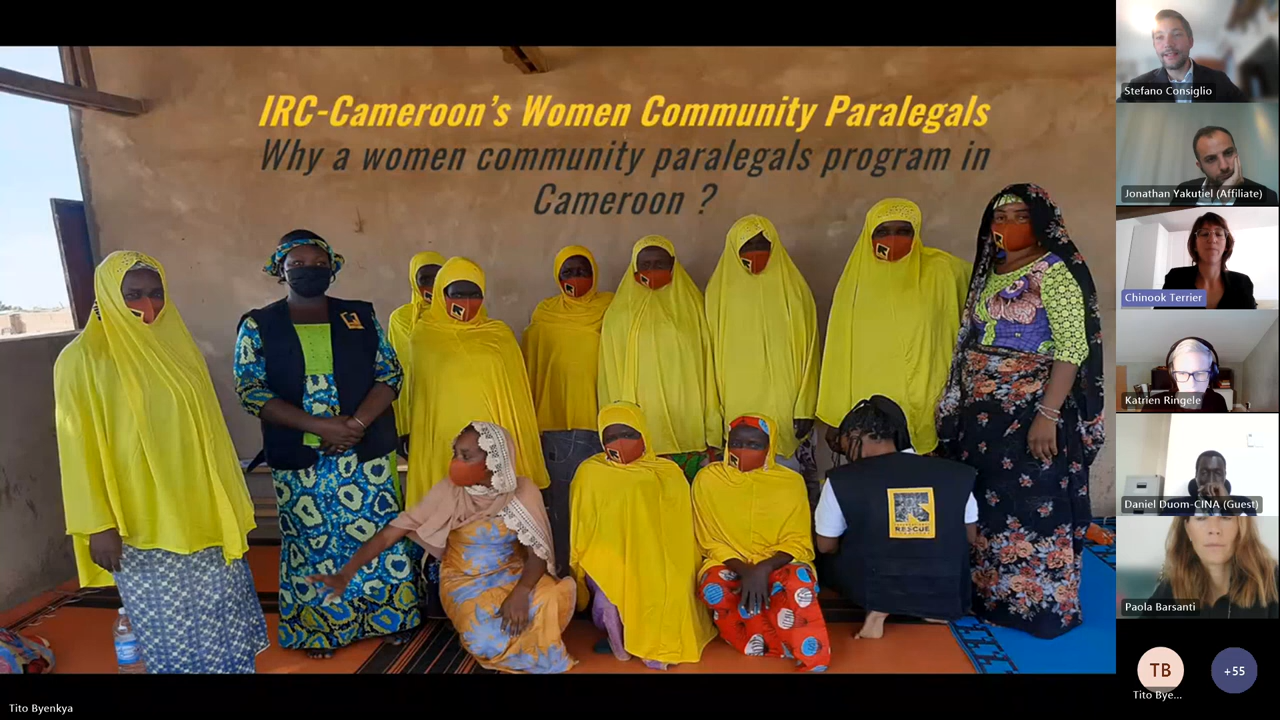 IRC-Cameroon's Women Community Paralegals
Why a women community paralegals program in
Cameroon ?
RESCUE
Stefano Consiglio
Jonathan Yakutiel (Affiliate)
Chinook Terrier
Katrien Ringele
Daniel Duom-CINA (Guest)
Paola Barsanti
TB
+55
Tito Bye...
Tito Byenkya